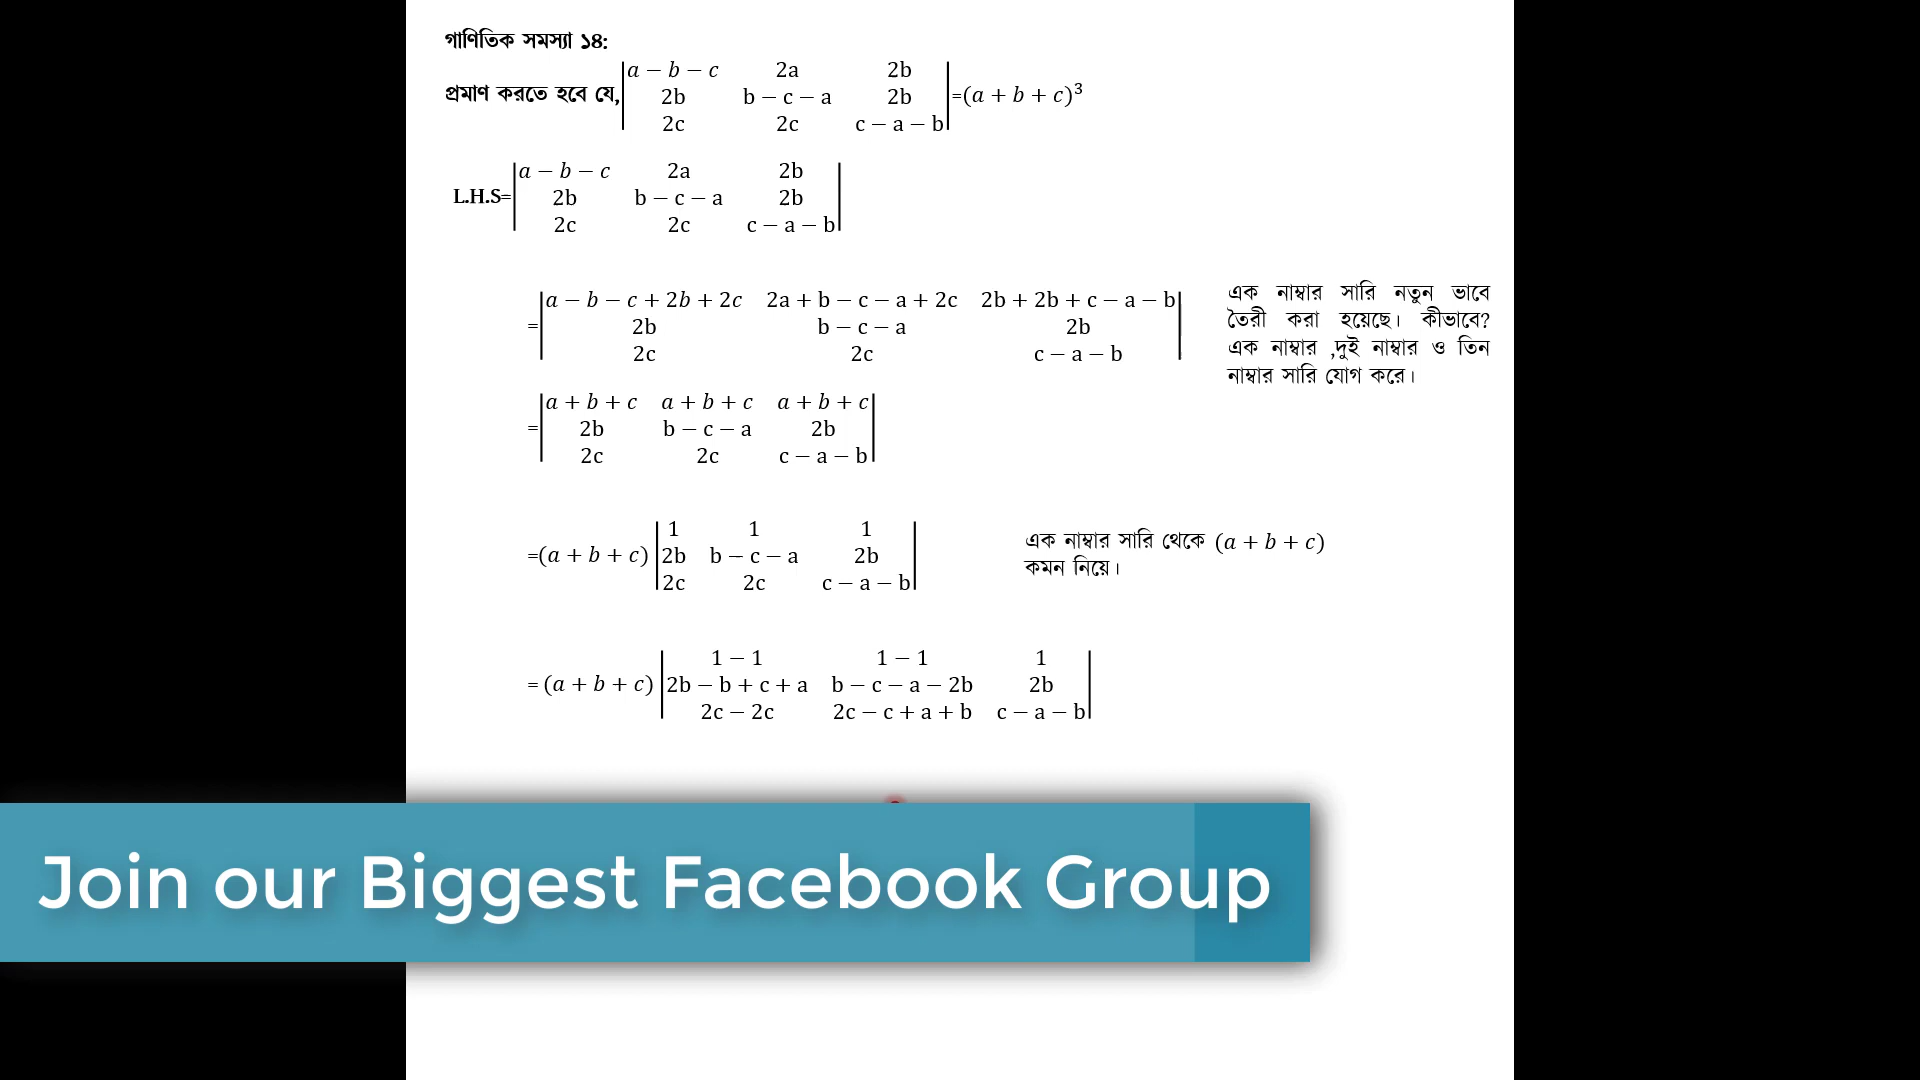 গাণিতিক সমস্যা ১৪:
প্রমাণ করতে হবে যে, | a − b − c   2a   2b |
| 2b   b − c − a   2b | =(a + b + c)³
| 2c   2c   c − a − b |
L.H.S= | a − b − c   2a   2b |
| 2b   b − c − a   2b |
| 2c   2c   c − a − b |
= | a − b − c + 2b + 2c   2a + b − c − a + 2c   2b + 2b + c − a − b |
| 2b   b − c − a   2b |
| 2c   2c   c − a − b |
এক নাম্বার সারি নতুন ভাবে
তৈরী করা হয়েছে। কীভাবে?
এক নাম্বার ,দুই নাম্বার ও তিন
নাম্বার সারি যোগ করে।
= | a + b + c   a + b + c   a + b + c |
| 2b   b − c − a   2b |
| 2c   2c   c − a − b |
=(a + b + c) | 1   1   1 |
| 2b   b − c − a   2b |
| 2c   2c   c − a − b |
এক নাম্বার সারি থেকে (a + b + c)
কমন নিয়ে।
= (a + b + c) | 1 − 1   1 − 1   1 |
| 2b − b + c + a   b − c − a − 2b   2b |
| 2c − 2c   2c − c + a + b   c − a − b |
Join our Biggest Facebook Group